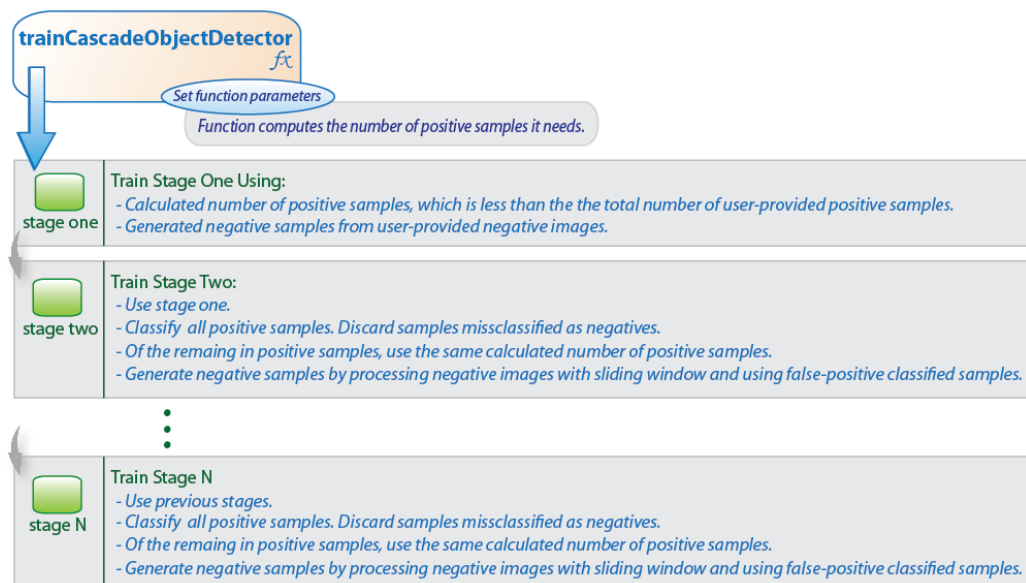 trainCascadeObjectDetector
fx
Set function parameters
Function computes the number of positive samples it needs.
stage one
Train Stage One Using:
- Calculated number of positive samples, which is less than the the total number of user-provided positive samples.
- Generated negative samples from user-provided negative images.
stage two
Train Stage Two:
- Use stage one.
- Classify all positive samples. Discard samples missclassified as negatives.
- Of the remaing in positive samples, use the same calculated number of positive samples.
- Generate negative samples by processing negative images with sliding window and using false-positive classified samples.
stage N
Train Stage N
- Use previous stages.
- Classify all positive samples. Discard samples missclassified as negatives.
- Of the remaing in positive samples, use the same calculated number of positive samples.
- Generate negative samples by processing negative images with sliding window and using false-positive classified samples.